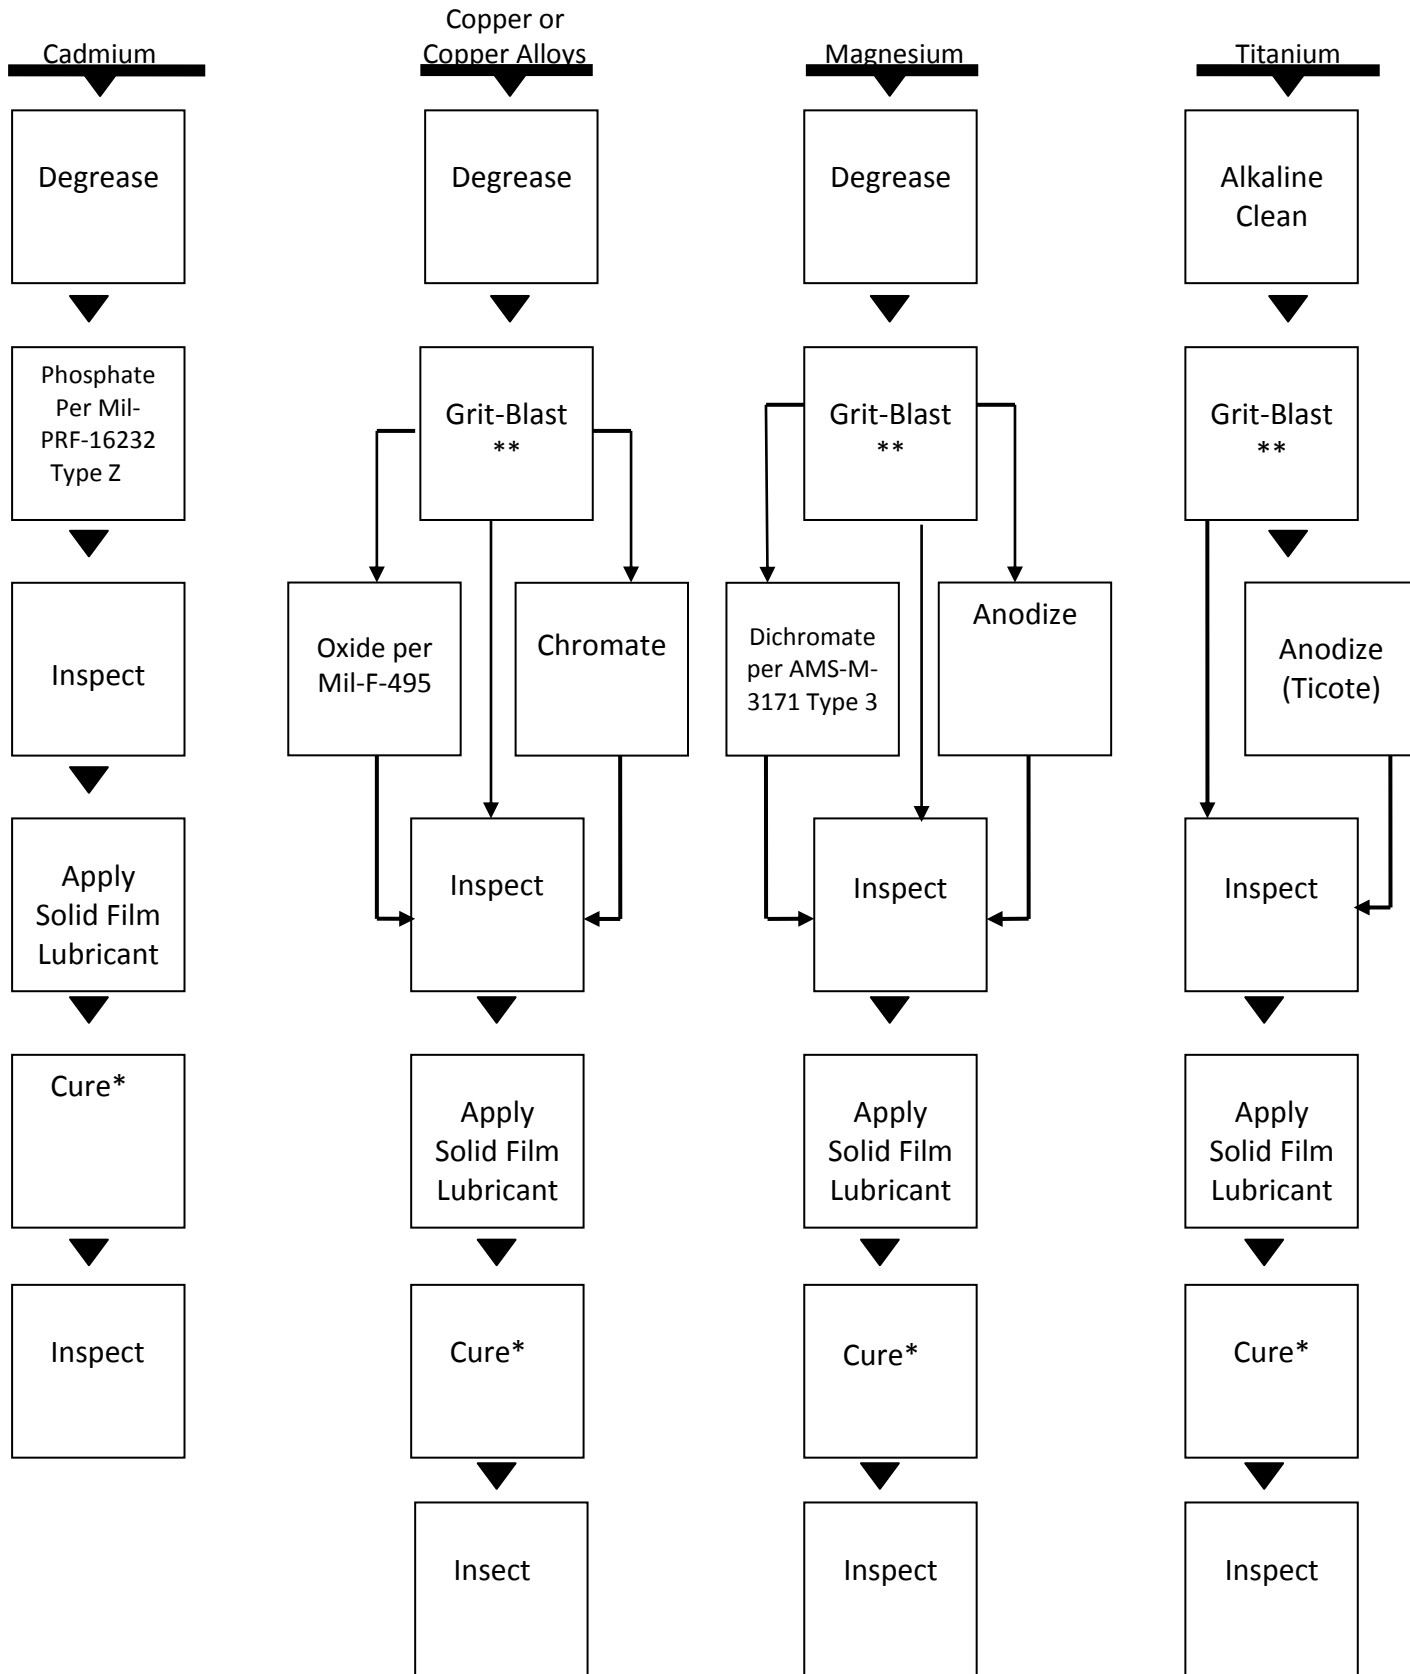 Cadmium
Degrease
Phosphate
Per Mil-
PRF-16232
Type Z
Inspect
Apply
Solid Film
Lubricant
Cure*
Inspect
Copper or
Copper Alloys
Degrease
Grit-Blast
**
Oxide per
Mil-F-495
Chromate
Inspect
Apply
Solid Film
Lubricant
Cure*
Insect
Magnesium
Degrease
Grit-Blast
**
Dichromate
per AMS-M-
3171 Type 3
Anodize
Inspect
Apply
Solid Film
Lubricant
Cure*
Inspect
Titanium
Alkaline
Clean
Grit-Blast
**
Anodize
(Ticote)
Inspect
Apply
Solid Film
Lubricant
Cure*
Inspect